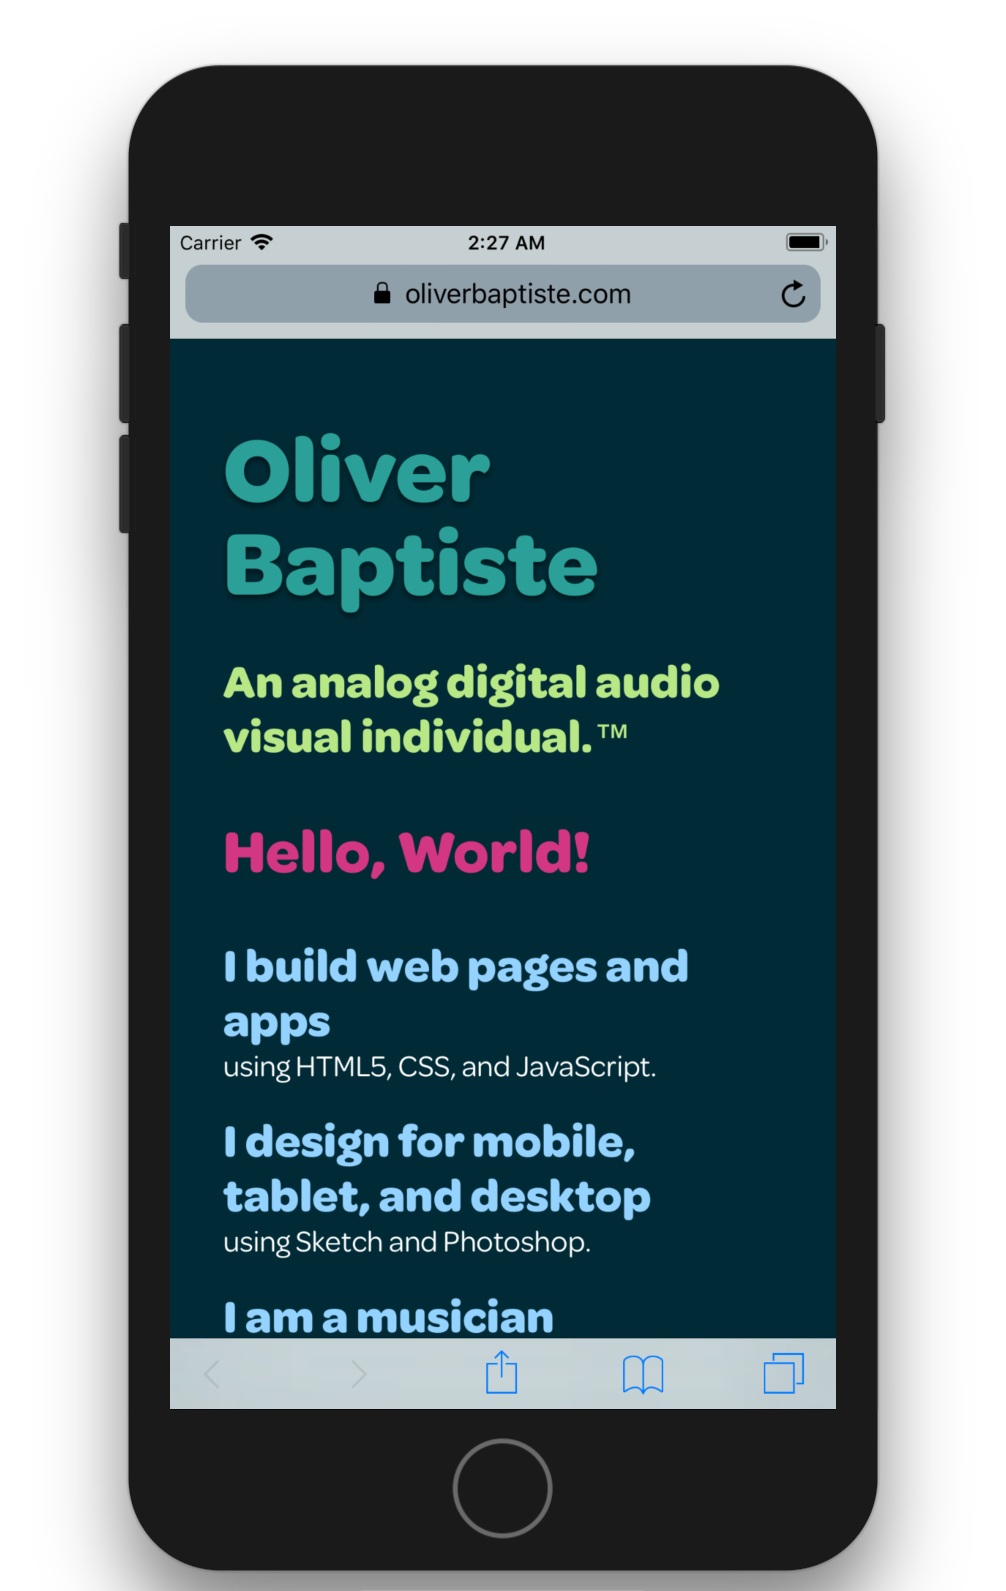 Carrier 2:27 AM
oliverbaptiste.com
Oliver
Baptiste
An analog digital audio
visual individual.™
Hello, World!
I build web pages and
apps
using HTML5, CSS, and JavaScript.
I design for mobile,
tablet, and desktop
using Sketch and Photoshop.
I am a musician